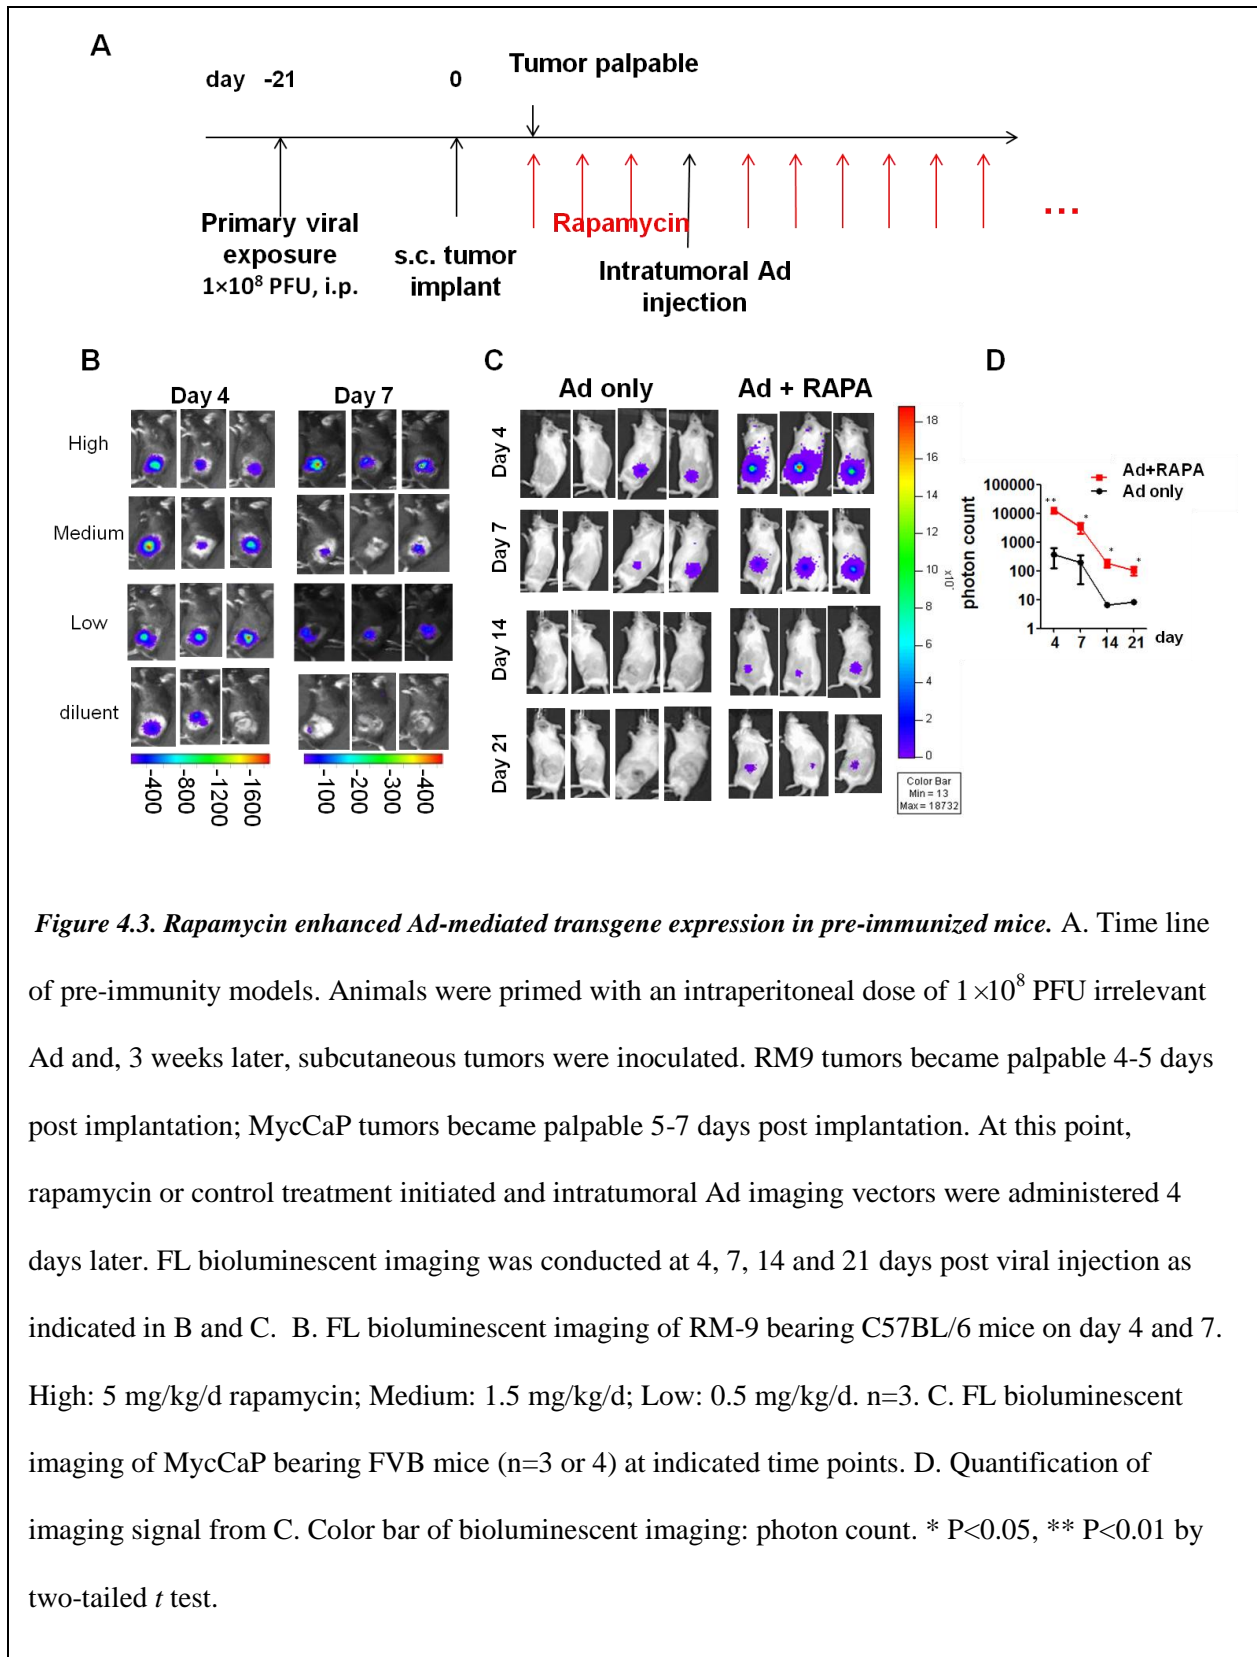 A
day -21
0
Tumor palpable
Primary viral
exposure
1×10⁸ PFU, i.p.
s.c. tumor
implant
Rapamycin
Intratumoral Ad
injection
...
B
Day 4
Day 7
High
Medium
Low
diluent
-400
-800
-1200
-1600
-100
-200
-300
-400
C
Ad only
Ad + RAPA
Day 4
Day 7
Day 14
Day 21
18
16
14
12
10
8
6
4
2
0
Color Bar
Min = 13
Max = 18732
D
Ad+RAPA
Ad only
100000
10000
1000
100
10
1
photon count
**
*
*
*
4
7
14
21
day
Figure 4.3. Rapamycin enhanced Ad-mediated transgene expression in pre-immunized mice. A. Time line
of pre-immunity models. Animals were primed with an intraperitoneal dose of 1×10⁸ PFU irrelevant
Ad and, 3 weeks later, subcutaneous tumors were inoculated. RM9 tumors became palpable 4-5 days
post implantation; MycCaP tumors became palpable 5-7 days post implantation. At this point,
rapamycin or control treatment initiated and intratumoral Ad imaging vectors were administered 4
days later. FL bioluminescent imaging was conducted at 4, 7, 14 and 21 days post viral injection as
indicated in B and C. B. FL bioluminescent imaging of RM-9 bearing C57BL/6 mice on day 4 and 7.
High: 5 mg/kg/d rapamycin; Medium: 1.5 mg/kg/d; Low: 0.5 mg/kg/d. n=3. C. FL bioluminescent
imaging of MycCaP bearing FVB mice (n=3 or 4) at indicated time points. D. Quantification of
imaging signal from C. Color bar of bioluminescent imaging: photon count. * P<0.05, ** P<0.01 by
two-tailed t test.